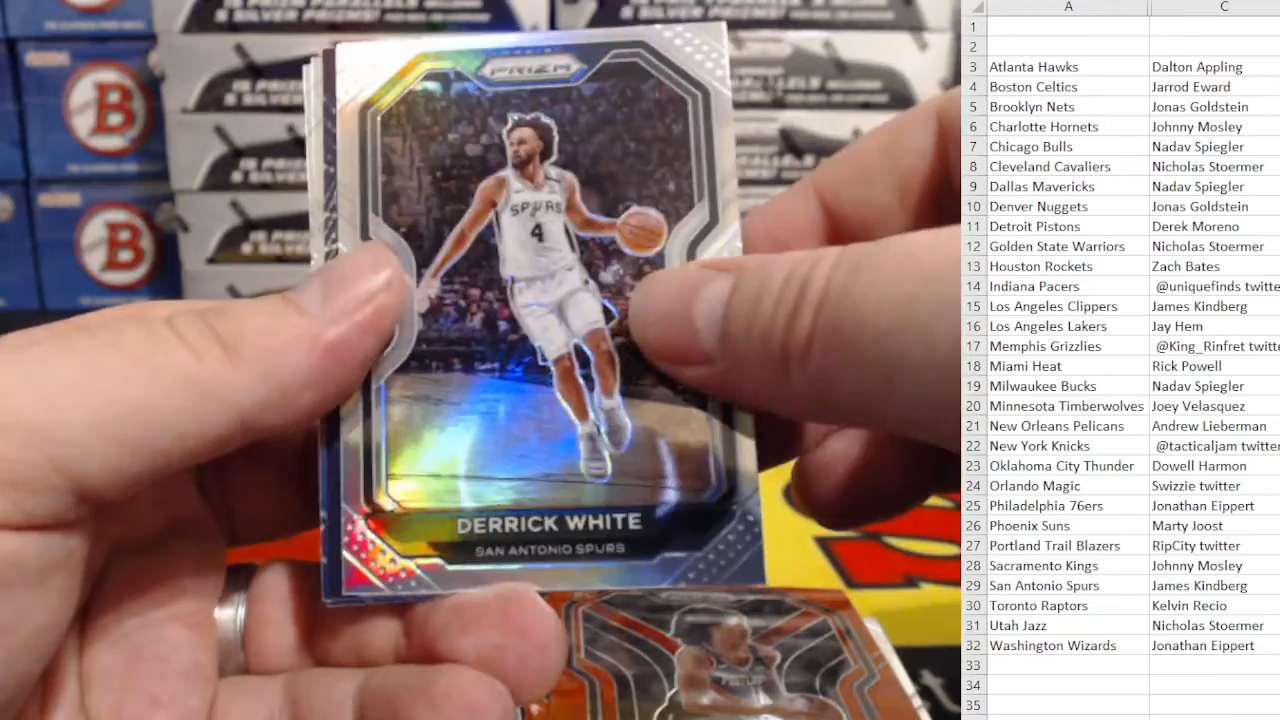 5 SILVER PRIZMS!
B
B
PRIZM
SPURS
4
DERRICK WHITE
SAN ANTONIO SPURS
A C
1
2
3 Atlanta Hawks Dalton Appling
4 Boston Celtics Jarrod Eward
5 Brooklyn Nets Jonas Goldstein
6 Charlotte Hornets Johnny Mosley
7 Chicago Bulls Nadav Spiegler
8 Cleveland Cavaliers Nicholas Stoermer
9 Dallas Mavericks Nadav Spiegler
10 Denver Nuggets Jonas Goldstein
11 Detroit Pistons Derek Moreno
12 Golden State Warriors Nicholas Stoermer
13 Houston Rockets Zach Bates
14 Indiana Pacers @uniquefinds twitte
15 Los Angeles Clippers James Kindberg
16 Los Angeles Lakers Jay Hem
17 Memphis Grizzlies @King_Rinfret twitt
18 Miami Heat Rick Powell
19 Milwaukee Bucks Nadav Spiegler
20 Minnesota Timberwolves Joey Velasquez
21 New Orleans Pelicans Andrew Lieberman
22 New York Knicks @tacticaljam twitter
23 Oklahoma City Thunder Dowell Harmon
24 Orlando Magic Swizzie twitter
25 Philadelphia 76ers Jonathan Eippert
26 Phoenix Suns Marty Joost
27 Portland Trail Blazers RipCity twitter
28 Sacramento Kings Johnny Mosley
29 San Antonio Spurs James Kindberg
30 Toronto Raptors Kelvin Recio
31 Utah Jazz Nicholas Stoermer
32 Washington Wizards Jonathan Eippert
33
34
35